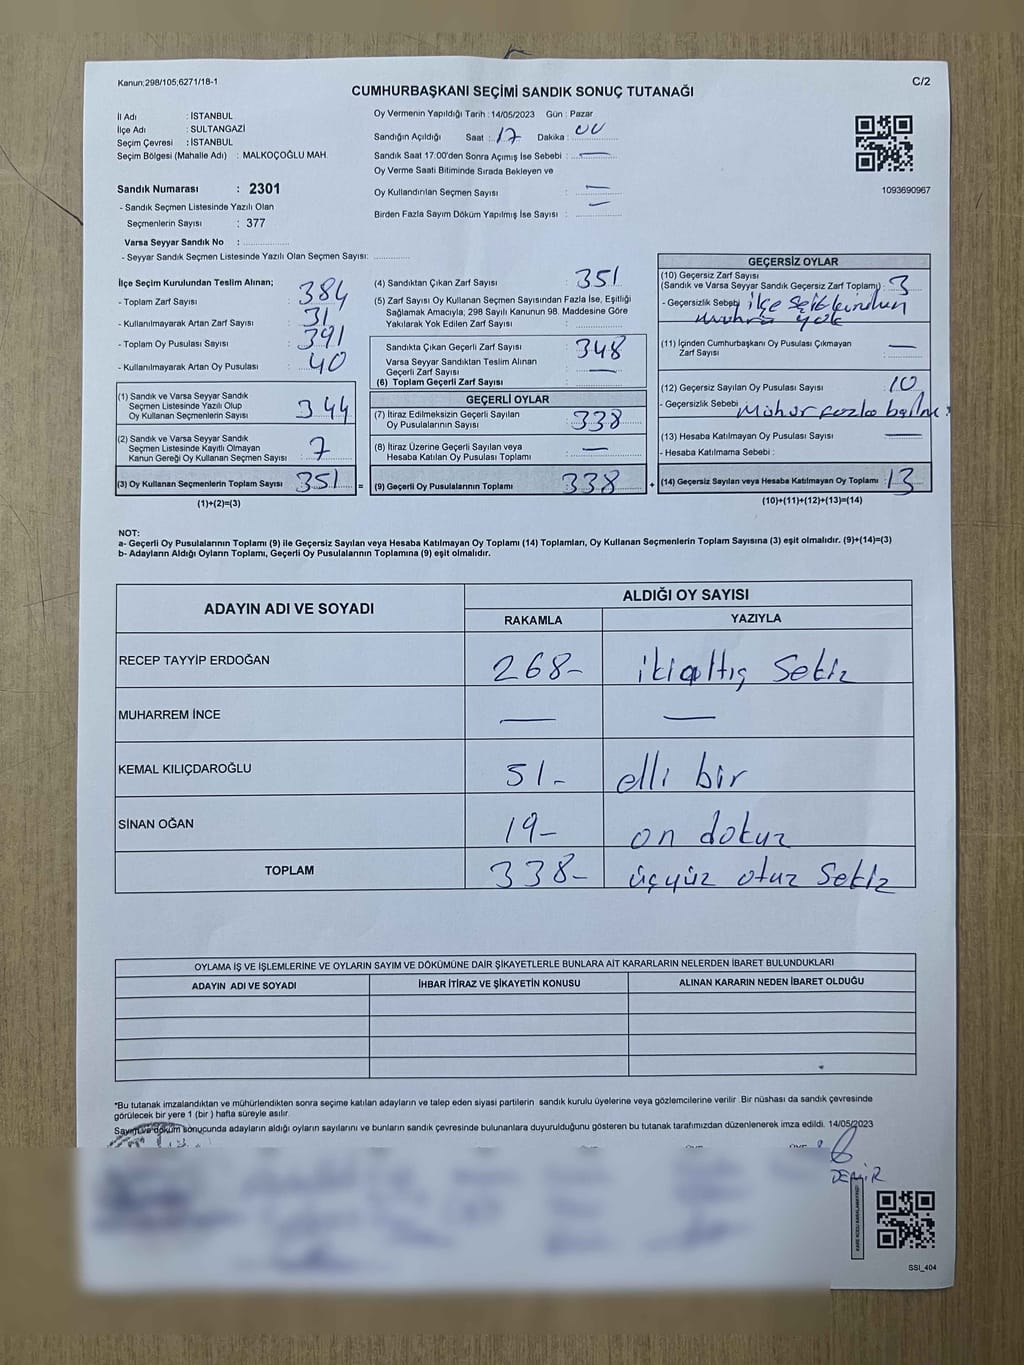 Kanun;298/105,6271/18-1
C/2
CUMHURBAŞKANI SEÇİMİ SANDIK SONUÇ TUTANAĞI
İl Adı : İSTANBUL
İlçe Adı : SULTANGAZİ
Seçim Çevresi : İSTANBUL
Seçim Bölgesi (Mahalle Adı) : MALKOÇOĞLU MAH.
Sandık Numarası : 2301
- Sandık Seçmen Listesinde Yazılı Olan
Seçmenlerin Sayısı : 377
Varsa Seyyar Sandık No :
- Seyyar Sandık Seçmen Listesinde Yazılı Olan Seçmen Sayısı:
Oy Vermenin Yapıldığı Tarih : 14/05/2023 Gün : Pazar
Sandığın Açıldığı Saat : 17 Dakika : 00
Sandık Saat 17:00'den Sonra Açımış İse Sebebi : —
Oy Verme Saati Bitiminde Sırada Bekleyen ve
Oy Kullandırılan Seçmen Sayısı : —
Birden Fazla Sayım Döküm Yapılmış İse Sayısı : —
1093690967
İlçe Seçim Kurulundan Teslim Alınan;
- Toplam Zarf Sayısı : 384
- Kullanılmayarak Artan Zarf Sayısı : 31
- Toplam Oy Pusulası Sayısı : 391
- Kullanılmayarak Artan Oy Pusulası : 40
(1) Sandık ve Varsa Seyyar Sandık
Seçmen Listesinde Yazılı Olup
Oy Kullanan Seçmenlerin Sayısı : 344
(2) Sandık ve Varsa Seyyar Sandık
Seçmen Listesinde Kayıtlı Olmayan
Kanun Gereği Oy Kullanan Seçmen Sayısı : 7
(3) Oy Kullanan Seçmenlerin Toplam Sayısı : 351 =
(1)+(2)=(3)
(4) Sandıktan Çıkan Zarf Sayısı : 351
(5) Zarf Sayısı Oy Kullanan Seçmen Sayısından Fazla İse, Eşitliği
Sağlamak Amacıyla; 298 Sayılı Kanunun 98. Maddesine Göre
Yakılarak Yok Edilen Zarf Sayısı :
Sandıkta Çıkan Geçerli Zarf Sayısı : 348
Varsa Seyyar Sandıktan Teslim Alınan
Geçerli Zarf Sayısı : —
(6) Toplam Geçerli Zarf Sayısı :
GEÇERLİ OYLAR
(7) İtiraz Edilmeksizin Geçerli Sayılan
Oy Pusulalarının Sayısı : 338
(8) İtiraz Üzerine Geçerli Sayılan veya
Hesaba Katılan Oy Pusulası Toplamı : —
(9) Geçerli Oy Pusulalarının Toplamı : 338 +
GEÇERSİZ OYLAR
(10) Geçersiz Zarf Sayısı
(Sandık ve Varsa Seyyar Sandık Geçersiz Zarf Toplamı) : 3
- Geçersizlik Sebebi : ilçe
mührü yok
(11) İçinden Cumhurbaşkanı Oy Pusulası Çıkmayan
Zarf Sayısı : —
(12) Geçersiz Sayılan Oy Pusulası Sayısı : 10
- Geçersizlik Sebebi : Mühür fazla
(13) Hesaba Katılmayan Oy Pusulası Sayısı : —
- Hesaba Katılmama Sebebi :
(14) Geçersiz Sayılan veya Hesaba Katılmayan Oy Toplamı : 13
(10)+(11)+(12)+(13)=(14)
NOT:
a- Geçerli Oy Pusulalarının Toplamı (9) ile Geçersiz Sayılan veya Hesaba Katılmayan Oy Toplamı (14) Toplamları, Oy Kullanan Seçmenlerin Toplam Sayısına (3) eşit olmalıdır. (9)+(14)=(3)
b- Adayların Aldığı Oyların Toplamı, Geçerli Oy Pusulalarının Toplamına (9) eşit olmalıdır.
ADAYIN ADI VE SOYADI
ALDIĞI OY SAYISI
RAKAMLA YAZIYLA
RECEP TAYYİP ERDOĞAN 268- ikialtış Sekiz
MUHARREM İNCE — —
KEMAL KILIÇDAROĞLU 51- elli bir
SİNAN OĞAN 19- on dokuz
TOPLAM 338- üçyüz otuz Sekiz
OYLAMA İŞ VE İŞLEMLERİNE VE OYLARIN SAYIM VE DÖKÜMÜNE DAİR ŞİKAYETLERLE BUNLARA AİT KARARLARIN NELERDEN İBARET BULUNDUKLARI
ADAYIN ADI VE SOYADI İHBAR İTİRAZ VE ŞİKAYETİN KONUSU ALINAN KARARIN NEDEN İBARET OLDUĞU
*Bu tutanak imzalandıktan ve mühürlendikten sonra seçime katılan adayların ve talep eden siyasi partilerin sandık kurulu üyelerine veya gözlemcilerine verilir. Bir nüshası da sandık çevresinde
görülecek bir yere 1 (bir ) hafta süreyle asılır.
Sayım ve döküm sonucunda adayların aldığı oyların sayılarını ve bunların sandık çevresinde bulunanlara duyurulduğunu gösteren bu tutanak tarafımızdan düzenlenerek imza edildi. 14/05/2023
DEMİR
SSI_404